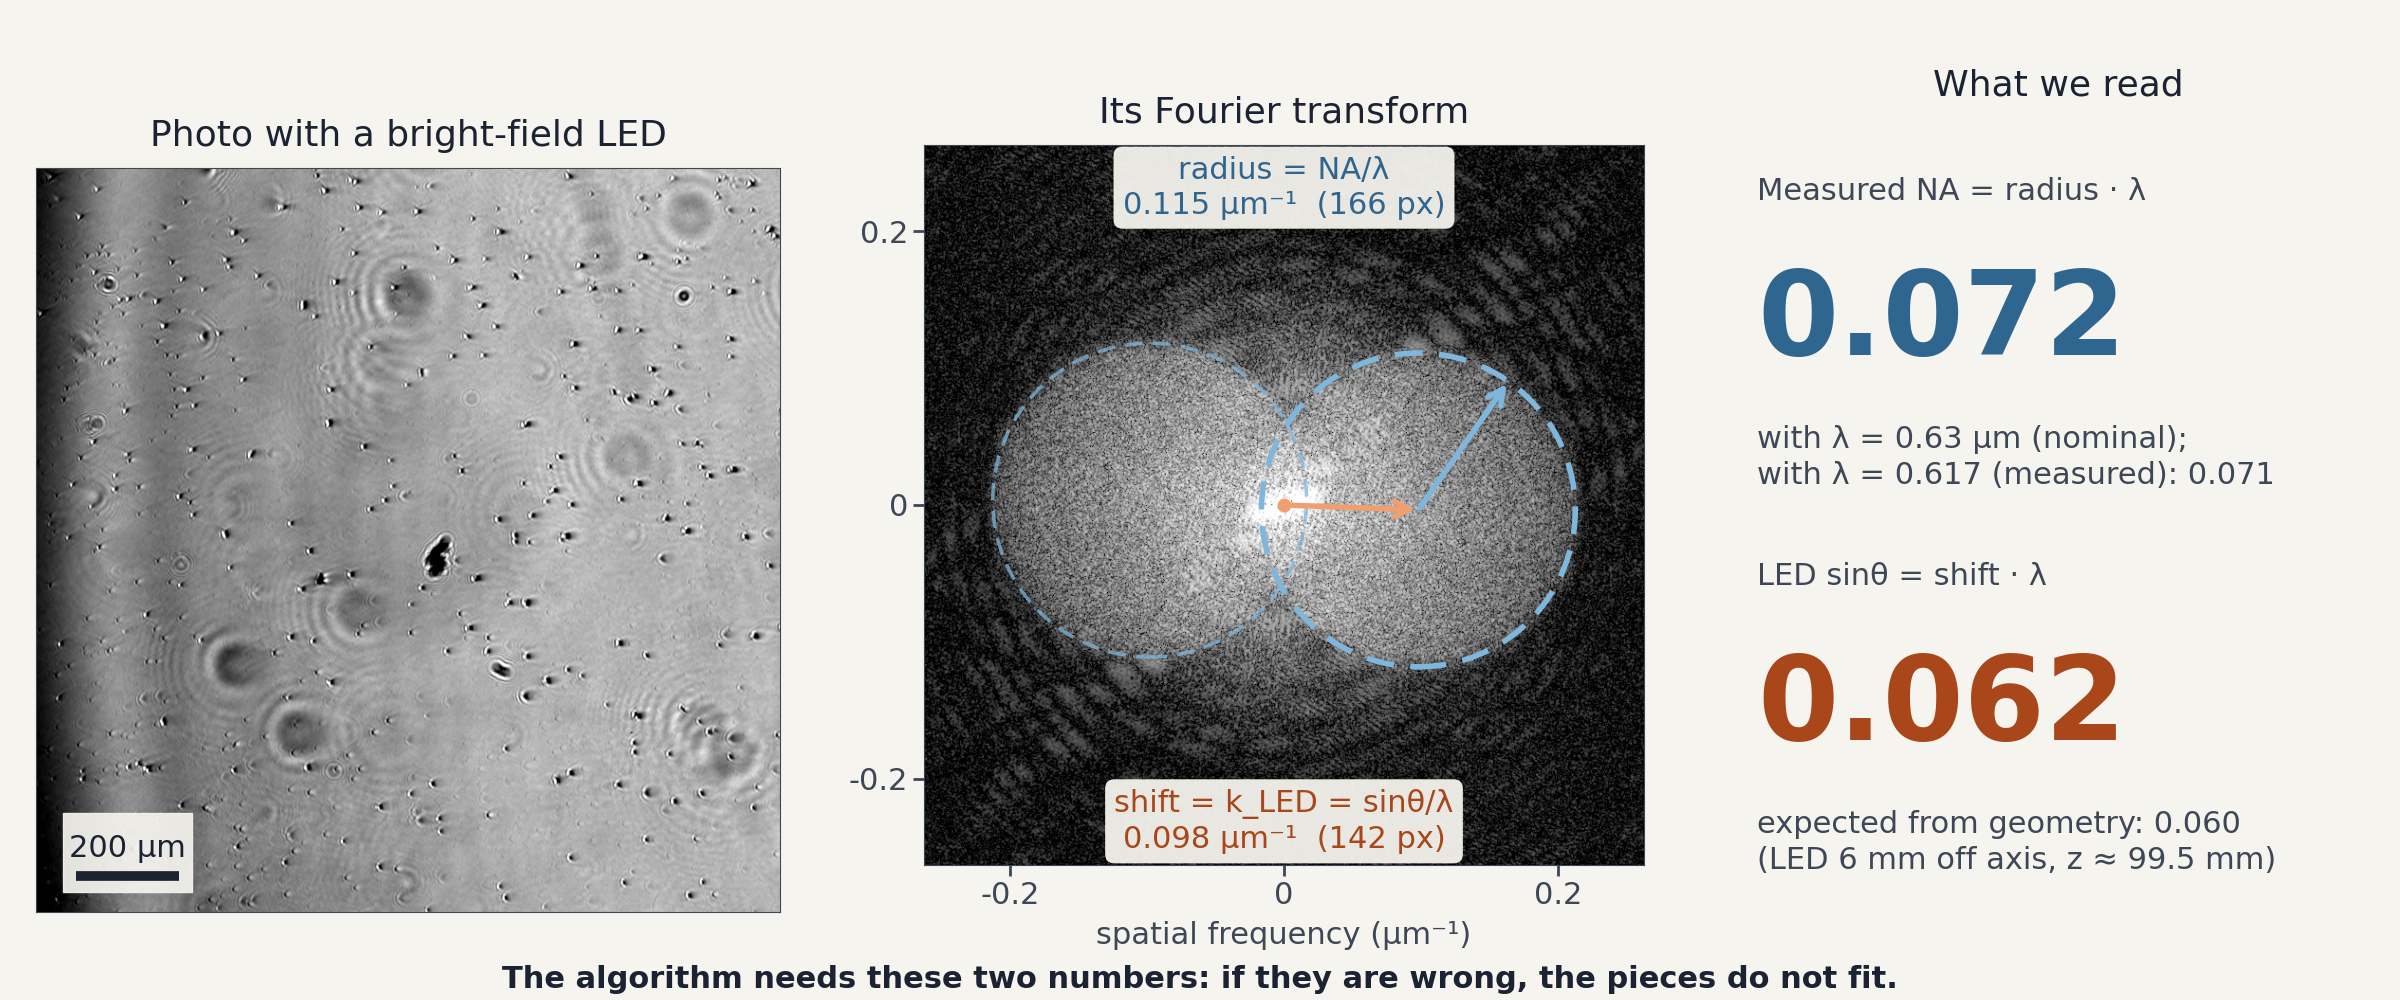 Photo with a bright-field LED
200 µm
Its Fourier transform
radius = NA/λ
0.115 µm⁻¹  (166 px)
0.2
0
-0.2
shift = k_LED = sinθ/λ
0.098 µm⁻¹  (142 px)
-0.2
0
0.2
spatial frequency (µm⁻¹)
What we read
Measured NA = radius · λ
0.072
with λ = 0.63 µm (nominal);
with λ = 0.617 (measured): 0.071
LED sinθ = shift · λ
0.062
expected from geometry: 0.060
(LED 6 mm off axis, z ≈ 99.5 mm)
The algorithm needs these two numbers: if they are wrong, the pieces do not fit.